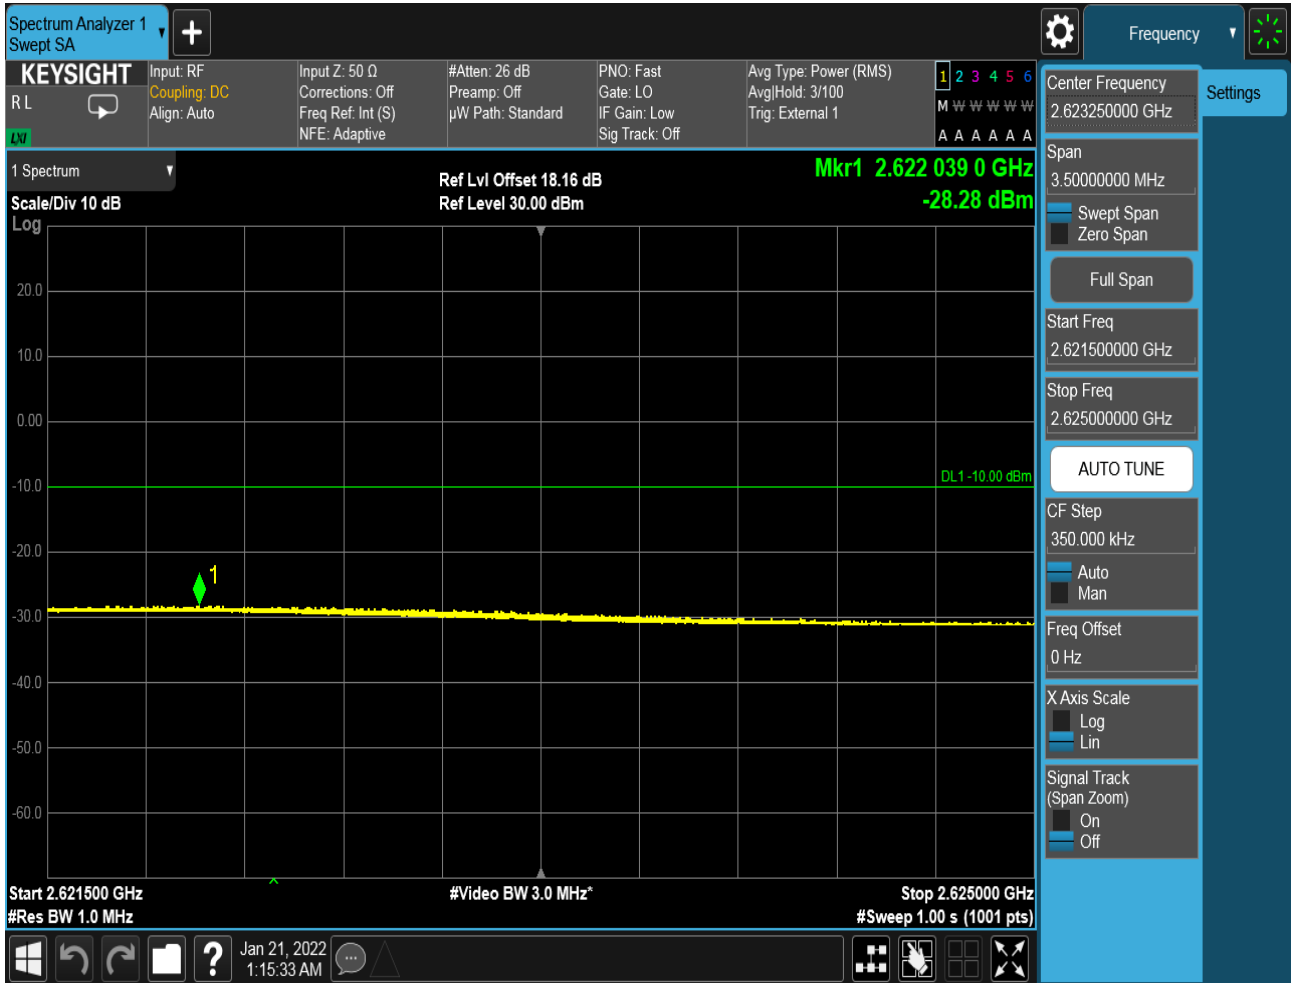 Spectrum Analyzer 1
Swept SA
Frequency
KEYSIGHT
R L
LXI
Input: RF
Coupling: DC
Align: Auto
Input Z: 50 Ω
Corrections: Off
Freq Ref: Int (S)
NFE: Adaptive
#Atten: 26 dB
Preamp: Off
µW Path: Standard
PNO: Fast
Gate: LO
IF Gain: Low
Sig Track: Off
Avg Type: Power (RMS)
Avg|Hold: 3/100
Trig: External 1
1 2 3 4 5 6
M W W W W W
A A A A A A
1 Spectrum
Scale/Div 10 dB
Log
Ref Lvl Offset 18.16 dB
Ref Level 30.00 dBm
Mkr1 2.622 039 0 GHz
-28.28 dBm
20.0
10.0
0.00
-10.0
DL1 -10.00 dBm
-20.0
1
-30.0
-40.0
-50.0
-60.0
Start 2.621500 GHz
#Video BW 3.0 MHz*
Stop 2.625000 GHz
#Res BW 1.0 MHz
#Sweep 1.00 s (1001 pts)
Center Frequency
2.623250000 GHz
Settings
Span
3.50000000 MHz
Swept Span
Zero Span
Full Span
Start Freq
2.621500000 GHz
Stop Freq
2.625000000 GHz
AUTO TUNE
CF Step
350.000 kHz
Auto
Man
Freq Offset
0 Hz
X Axis Scale
Log
Lin
Signal Track
(Span Zoom)
On
Off
?
Jan 21, 2022
1:15:33 AM